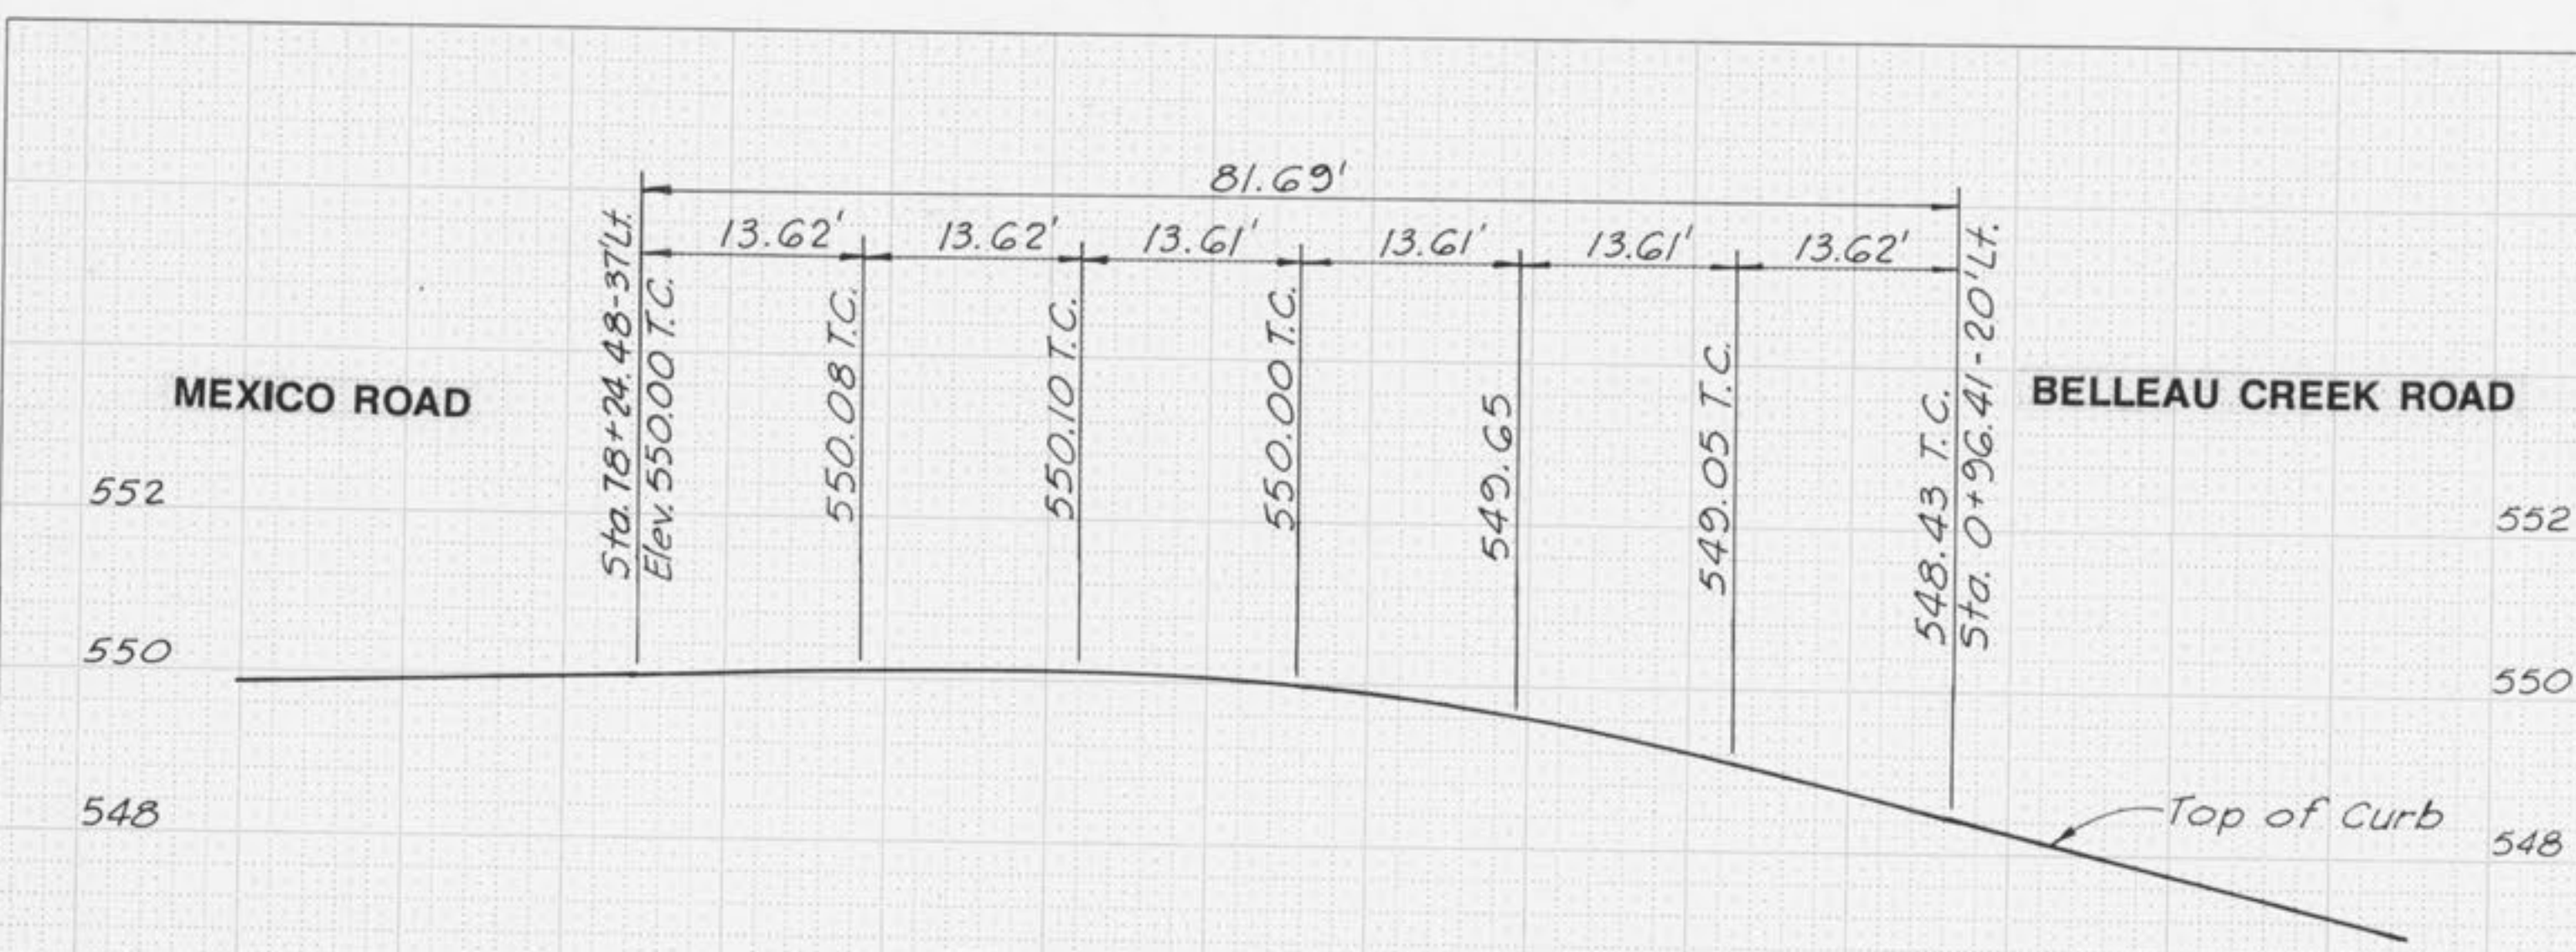 81.69'
13.62'
13.62'
13.61'
13.61'
13.61'
13.62'
MEXICO ROAD
Sta. 78+24.48-37'Lt.
Elev. 550.00 T.C.
550.08 T.C.
550.10 T.C.
550.00 T.C.
549.65
549.05 T.C.
548.43 T.C.
Sta. 0+96.41-20'Lt.
BELLEAU CREEK ROAD
552
552
550
550
548
Top of Curb
548